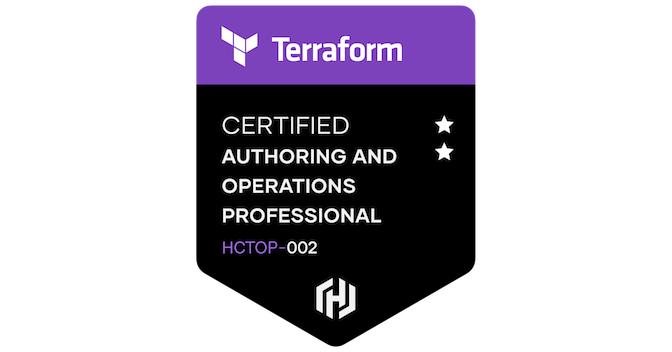 Terraform
CERTIFIED
AUTHORING AND
OPERATIONS
PROFESSIONAL
HCTOP-002